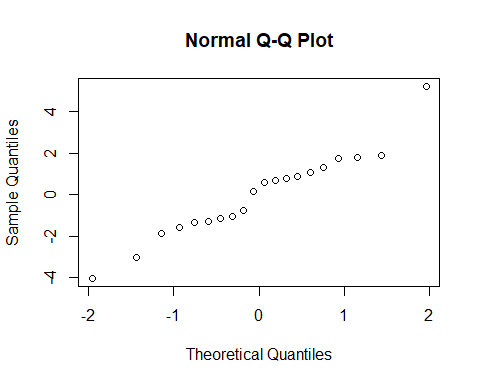 Normal Q-Q Plot
Sample Quantiles
4
2
0
-2
-4
-2 -1 0 1 2
Theoretical Quantiles